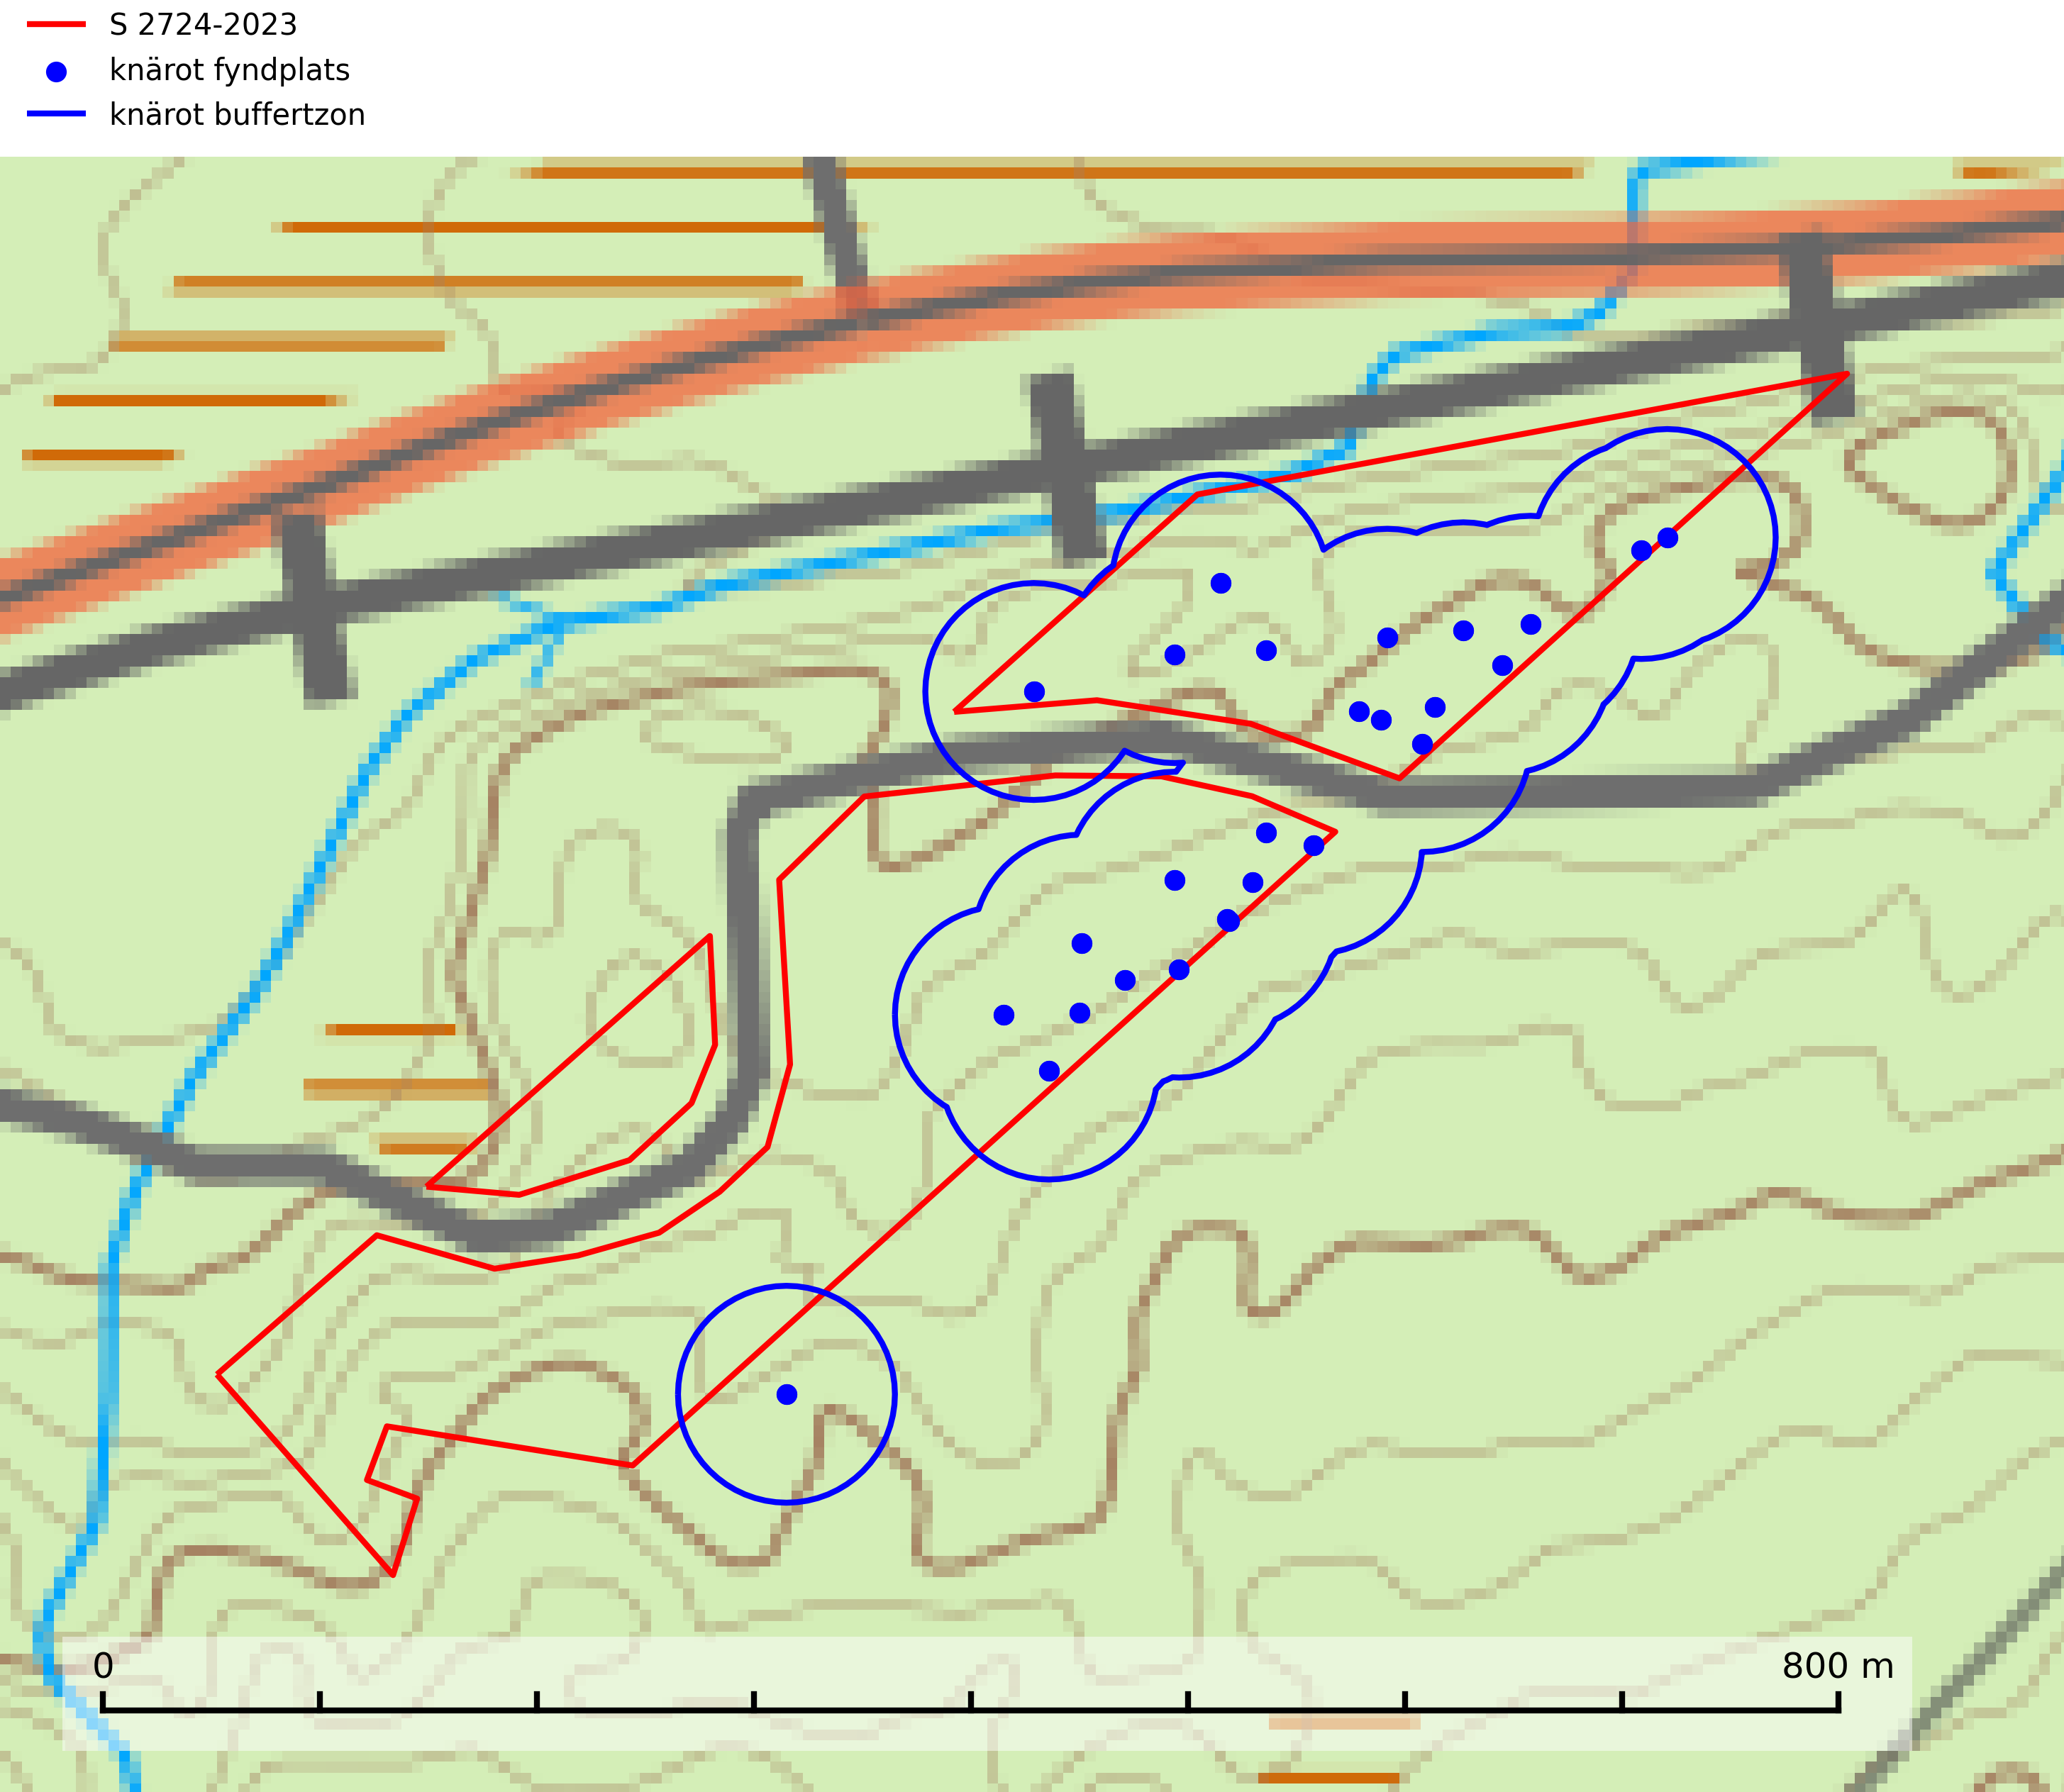 S 2724-2023
knärot fyndplats
knärot buffertzon
0
800 m